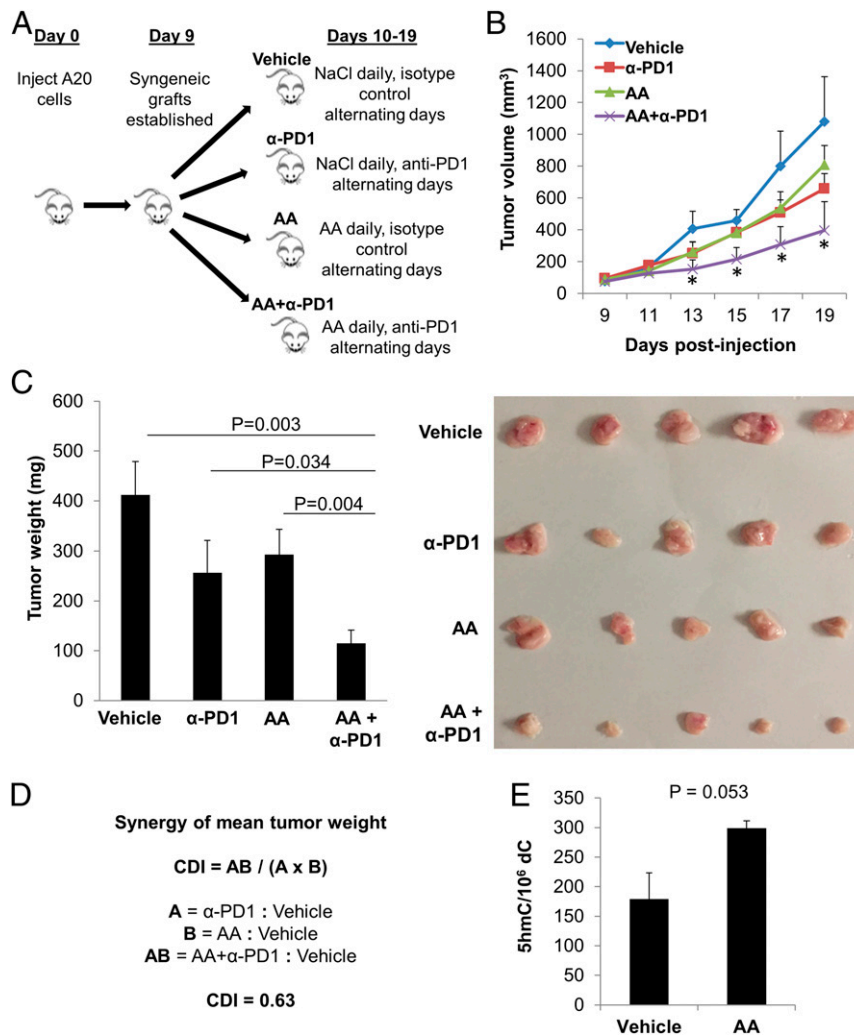 A
Day 0
Day 9
Days 10-19
Inject A20
cells
Syngeneic
grafts
established
Vehicle
NaCl daily, isotype
control
alternating days
α-PD1
NaCl daily, anti-PD1
alternating days
AA
AA daily, isotype
control
alternating days
AA+α-PD1
AA daily, anti-PD1
alternating days
B
Tumor volume (mm³)
1600
1400
1200
1000
800
600
400
200
0
Vehicle
α-PD1
AA
AA+α-PD1
* * * *
9 11 13 15 17 19
Days post-injection
C
Tumor weight (mg)
600
500
400
300
200
100
0
P=0.003
P=0.034
P=0.004
Vehicle α-PD1 AA AA +
α-PD1
Vehicle
α-PD1
AA
AA +
α-PD1
D
Synergy of mean tumor weight
CDI = AB / (A x B)
A = α-PD1 : Vehicle
B = AA : Vehicle
AB = AA+α-PD1 : Vehicle
CDI = 0.63
E
P = 0.053
5hmC/10⁶ dC
350
300
250
200
150
100
50
0
Vehicle AA